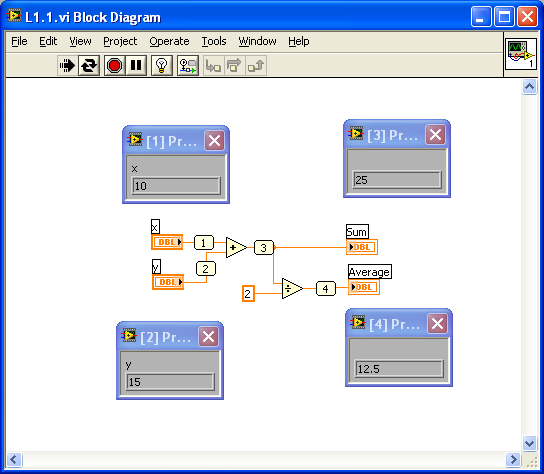 L1.1.vi Block Diagram
File Edit View Project Operate Tools Window Help
1
[1] Pr...
x
10
[3] Pr...
25
x
DBL
1
+
3
Sum
DBL
y
DBL
2
2
÷
4
Average
DBL
[2] Pr...
y
15
[4] Pr...
12.5